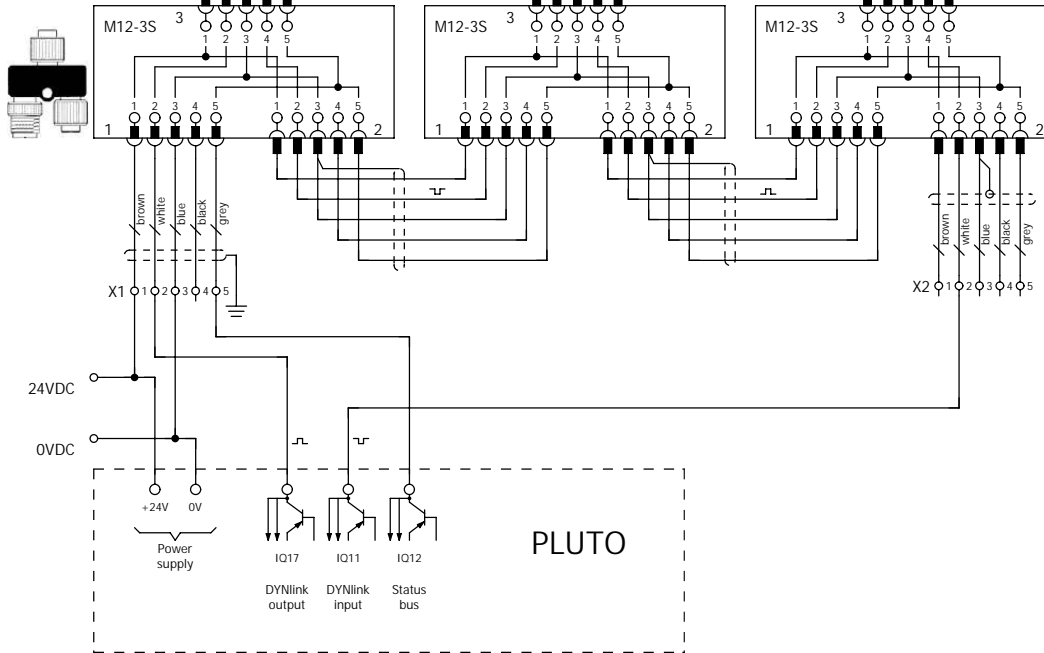 3 3 3
M12-3S M12-3S M12-3S
1 2 3 4 5 1 2 3 4 5 1 2 3 4 5
1 2 3 4 5 1 2 3 4 5 1 2 3 4 5 1 2 3 4 5 1 2 3 4 5 1 2 3 4 5
1 2 1 2 1 2
brown white blue black grey
brown white blue black grey
X1 1 2 3 4 5
X2 1 2 3 4 5
24VDC
0VDC
+24V 0V
Power
supply
IQ17 IQ11 IQ12
DYNlink DYNlink Status
output input bus
PLUTO